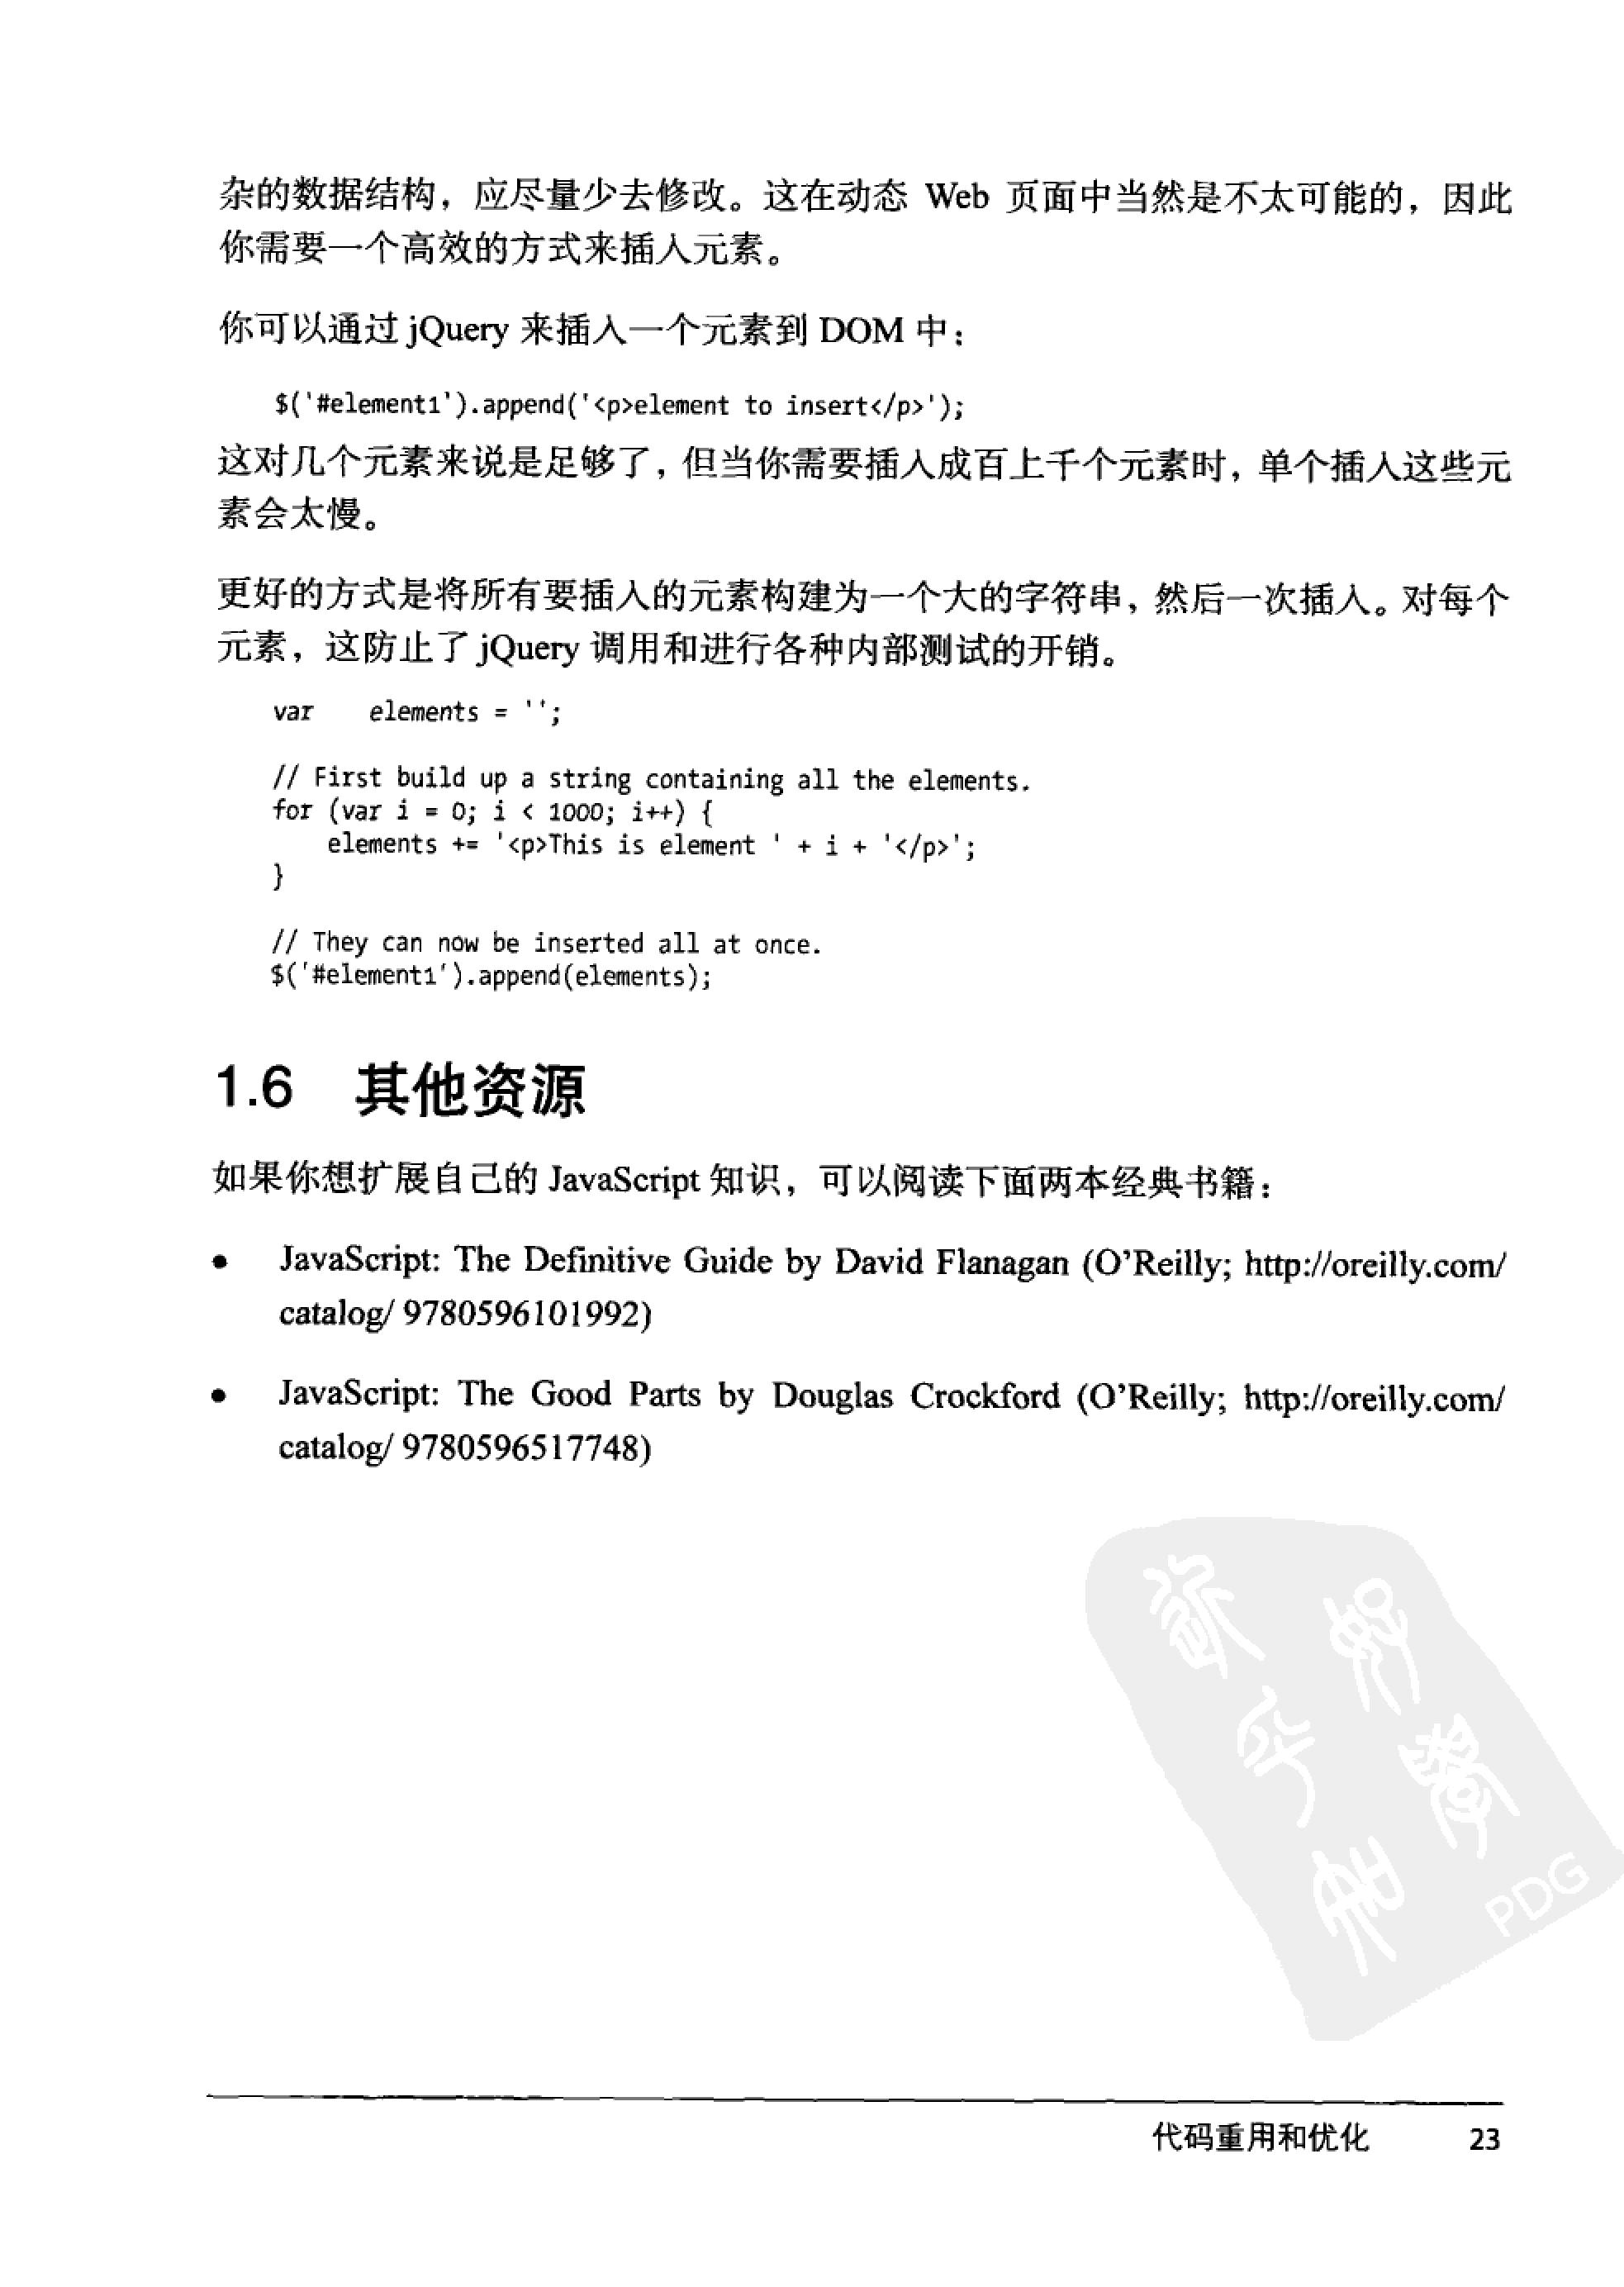 杂的数据结构，应尽量少去修改。这在动态 Web 页面中当然是不太可能的，因此
你需要一个高效的方式来插入元素。
你可以通过 jQuery 来插入一个元素到 DOM 中：
$('#element1').append('<p>element to insert</p>');
这对几个元素来说是足够了，但当你需要插入成百上千个元素时，单个插入这些元
素会太慢。
更好的方式是将所有要插入的元素构建为一个大的字符串，然后一次插入。对每个
元素，这防止了 jQuery 调用和进行各种内部测试的开销。
var    elements = '';
// First build up a string containing all the elements.
for (var i = 0; i < 1000; i++) {
    elements += '<p>This is element ' + i + '</p>';
}
// They can now be inserted all at once.
$('#element1').append(elements);
1.6 其他资源
如果你想扩展自己的 JavaScript 知识，可以阅读下面两本经典书籍：
● JavaScript: The Definitive Guide by David Flanagan (O’Reilly; http://oreilly.com/
catalog/ 9780596101992)
● JavaScript: The Good Parts by Douglas Crockford (O’Reilly; http://oreilly.com/
catalog/ 9780596517748)
PDG
代码重用和优化 23